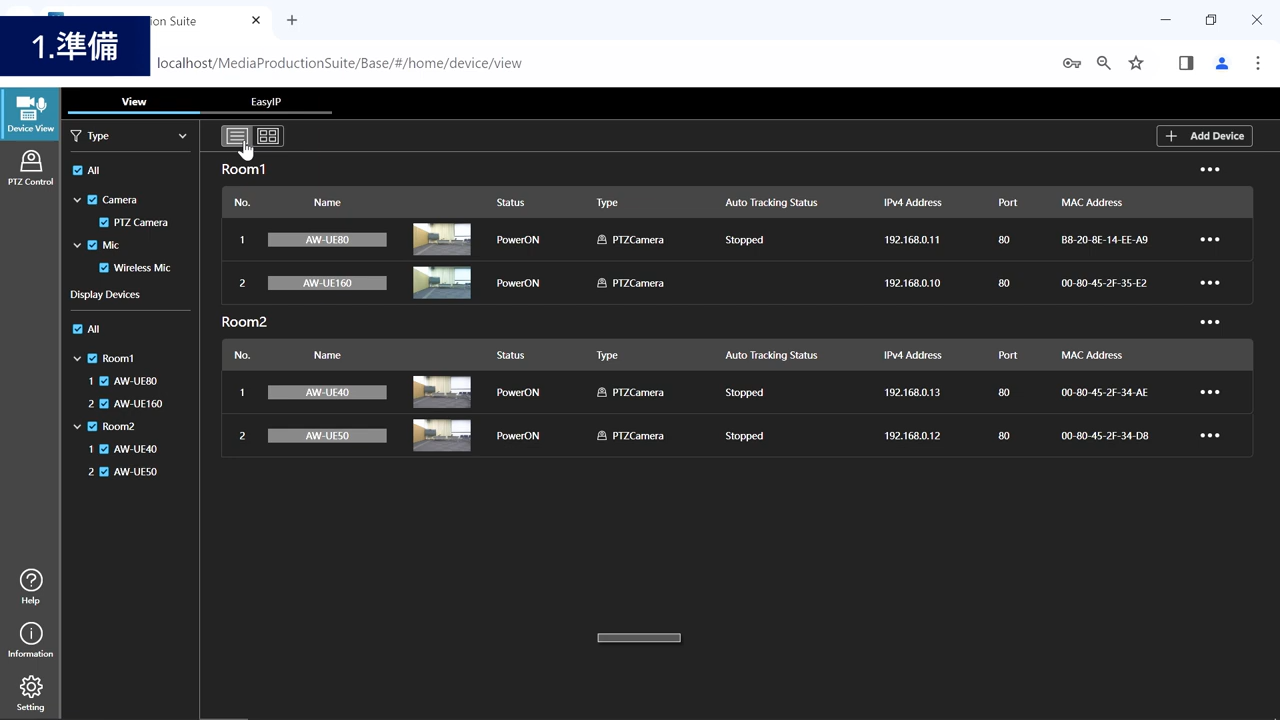 ion Suite
1.準備
localhost/MediaProductionSuite/Base/#/home/device/view
Device View
PTZ Control
Help
Information
Setting
View
EasyIP
Type
All
Camera
PTZ Camera
Mic
Wireless Mic
Display Devices
All
Room1
1 AW-UE80
2 AW-UE160
Room2
1 AW-UE40
2 AW-UE50
Add Device
Room1
No. Name Status Type Auto Tracking Status IPv4 Address Port MAC Address
1 AW-UE80 PowerON PTZCamera Stopped 192.168.0.11 80 B8-20-8E-14-EE-A9
2 AW-UE160 PowerON PTZCamera 192.168.0.10 80 00-80-45-2F-35-E2
Room2
No. Name Status Type Auto Tracking Status IPv4 Address Port MAC Address
1 AW-UE40 PowerON PTZCamera Stopped 192.168.0.13 80 00-80-45-2F-34-AE
2 AW-UE50 PowerON PTZCamera Stopped 192.168.0.12 80 00-80-45-2F-34-D8